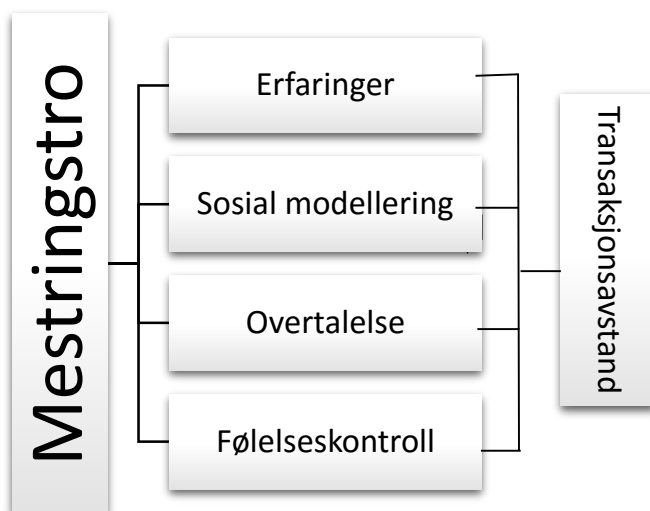 Mestringstro
Erfaringer
Sosial modellering
Overtalelse
Følelseskontroll
Transaksjonsavstand